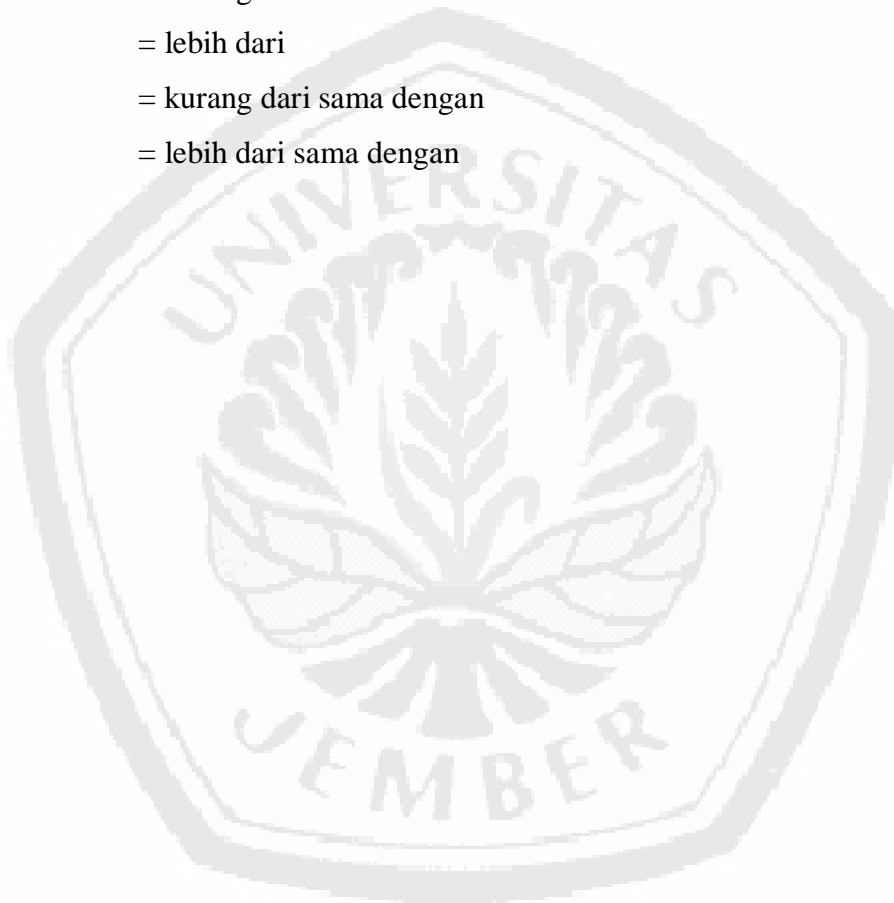 = lebih dari
= kurang dari sama dengan
= lebih dari sama dengan
UNIVERSITAS
JEMBER